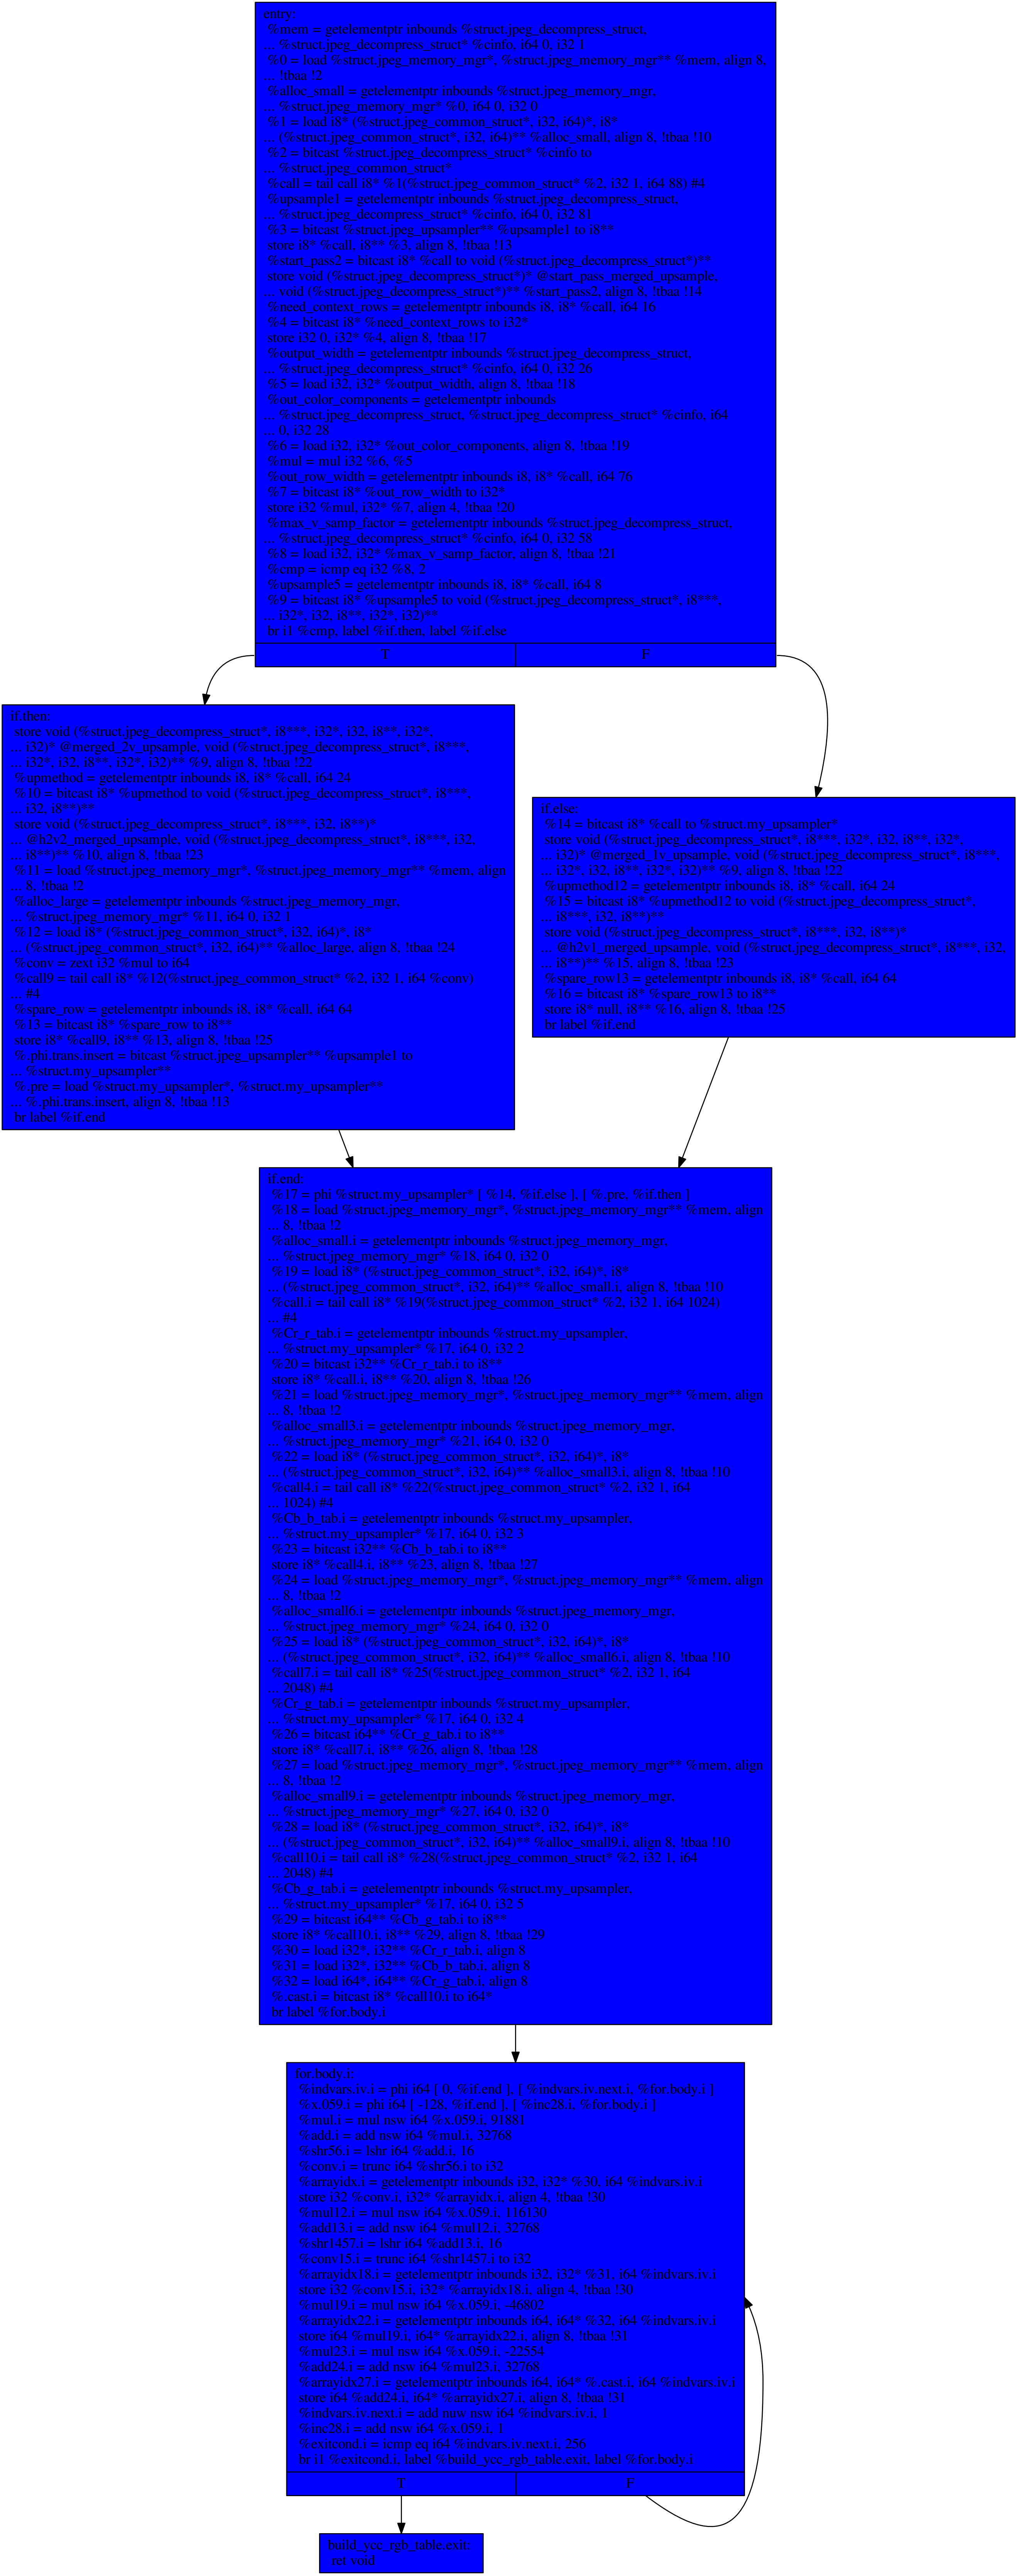 entry:
%mem = getelementptr inbounds %struct.jpeg_decompress_struct,
... %struct.jpeg_decompress_struct* %cinfo, i64 0, i32 1
%0 = load %struct.jpeg_memory_mgr*, %struct.jpeg_memory_mgr** %mem, align 8,
... !tbaa !2
%alloc_small = getelementptr inbounds %struct.jpeg_memory_mgr,
... %struct.jpeg_memory_mgr* %0, i64 0, i32 0
%1 = load i8* (%struct.jpeg_common_struct*, i32, i64)*, i8*
... (%struct.jpeg_common_struct*, i32, i64)** %alloc_small, align 8, !tbaa !10
%2 = bitcast %struct.jpeg_decompress_struct* %cinfo to
... %struct.jpeg_common_struct*
%call = tail call i8* %1(%struct.jpeg_common_struct* %2, i32 1, i64 88) #4
%upsample1 = getelementptr inbounds %struct.jpeg_decompress_struct,
... %struct.jpeg_decompress_struct* %cinfo, i64 0, i32 81
%3 = bitcast %struct.jpeg_upsampler** %upsample1 to i8**
store i8* %call, i8** %3, align 8, !tbaa !13
%start_pass2 = bitcast i8* %call to void (%struct.jpeg_decompress_struct*)**
store void (%struct.jpeg_decompress_struct*)* @start_pass_merged_upsample,
... void (%struct.jpeg_decompress_struct*)** %start_pass2, align 8, !tbaa !14
%need_context_rows = getelementptr inbounds i8, i8* %call, i64 16
%4 = bitcast i8* %need_context_rows to i32*
store i32 0, i32* %4, align 8, !tbaa !17
%output_width = getelementptr inbounds %struct.jpeg_decompress_struct,
... %struct.jpeg_decompress_struct* %cinfo, i64 0, i32 26
%5 = load i32, i32* %output_width, align 8, !tbaa !18
%out_color_components = getelementptr inbounds
... %struct.jpeg_decompress_struct, %struct.jpeg_decompress_struct* %cinfo, i64
... 0, i32 28
%6 = load i32, i32* %out_color_components, align 8, !tbaa !19
%mul = mul i32 %6, %5
%out_row_width = getelementptr inbounds i8, i8* %call, i64 76
%7 = bitcast i8* %out_row_width to i32*
store i32 %mul, i32* %7, align 4, !tbaa !20
%max_v_samp_factor = getelementptr inbounds %struct.jpeg_decompress_struct,
... %struct.jpeg_decompress_struct* %cinfo, i64 0, i32 58
%8 = load i32, i32* %max_v_samp_factor, align 8, !tbaa !21
%cmp = icmp eq i32 %8, 2
%upsample5 = getelementptr inbounds i8, i8* %call, i64 8
%9 = bitcast i8* %upsample5 to void (%struct.jpeg_decompress_struct*, i8***,
... i32*, i32, i8**, i32*, i32)**
br i1 %cmp, label %if.then, label %if.else
T F
if.then:
store void (%struct.jpeg_decompress_struct*, i8***, i32*, i32, i8**, i32*,
... i32)* @merged_2v_upsample, void (%struct.jpeg_decompress_struct*, i8***,
... i32*, i32, i8**, i32*, i32)** %9, align 8, !tbaa !22
%upmethod = getelementptr inbounds i8, i8* %call, i64 24
%10 = bitcast i8* %upmethod to void (%struct.jpeg_decompress_struct*, i8***,
... i32, i8**)**
store void (%struct.jpeg_decompress_struct*, i8***, i32, i8**)*
... @h2v2_merged_upsample, void (%struct.jpeg_decompress_struct*, i8***, i32,
... i8**)** %10, align 8, !tbaa !23
%11 = load %struct.jpeg_memory_mgr*, %struct.jpeg_memory_mgr** %mem, align
... 8, !tbaa !2
%alloc_large = getelementptr inbounds %struct.jpeg_memory_mgr,
... %struct.jpeg_memory_mgr* %11, i64 0, i32 1
%12 = load i8* (%struct.jpeg_common_struct*, i32, i64)*, i8*
... (%struct.jpeg_common_struct*, i32, i64)** %alloc_large, align 8, !tbaa !24
%conv = zext i32 %mul to i64
%call9 = tail call i8* %12(%struct.jpeg_common_struct* %2, i32 1, i64 %conv)
... #4
%spare_row = getelementptr inbounds i8, i8* %call, i64 64
%13 = bitcast i8* %spare_row to i8**
store i8* %call9, i8** %13, align 8, !tbaa !25
%.phi.trans.insert = bitcast %struct.jpeg_upsampler** %upsample1 to
... %struct.my_upsampler**
%.pre = load %struct.my_upsampler*, %struct.my_upsampler**
... %.phi.trans.insert, align 8, !tbaa !13
br label %if.end
if.else:
%14 = bitcast i8* %call to %struct.my_upsampler*
store void (%struct.jpeg_decompress_struct*, i8***, i32*, i32, i8**, i32*,
... i32)* @merged_1v_upsample, void (%struct.jpeg_decompress_struct*, i8***,
... i32*, i32, i8**, i32*, i32)** %9, align 8, !tbaa !22
%upmethod12 = getelementptr inbounds i8, i8* %call, i64 24
%15 = bitcast i8* %upmethod12 to void (%struct.jpeg_decompress_struct*,
... i8***, i32, i8**)**
store void (%struct.jpeg_decompress_struct*, i8***, i32, i8**)*
... @h2v1_merged_upsample, void (%struct.jpeg_decompress_struct*, i8***, i32,
... i8**)** %15, align 8, !tbaa !23
%spare_row13 = getelementptr inbounds i8, i8* %call, i64 64
%16 = bitcast i8* %spare_row13 to i8**
store i8* null, i8** %16, align 8, !tbaa !25
br label %if.end
if.end:
%17 = phi %struct.my_upsampler* [ %14, %if.else ], [ %.pre, %if.then ]
%18 = load %struct.jpeg_memory_mgr*, %struct.jpeg_memory_mgr** %mem, align
... 8, !tbaa !2
%alloc_small.i = getelementptr inbounds %struct.jpeg_memory_mgr,
... %struct.jpeg_memory_mgr* %18, i64 0, i32 0
%19 = load i8* (%struct.jpeg_common_struct*, i32, i64)*, i8*
... (%struct.jpeg_common_struct*, i32, i64)** %alloc_small.i, align 8, !tbaa !10
%call.i = tail call i8* %19(%struct.jpeg_common_struct* %2, i32 1, i64 1024)
... #4
%Cr_r_tab.i = getelementptr inbounds %struct.my_upsampler,
... %struct.my_upsampler* %17, i64 0, i32 2
%20 = bitcast i32** %Cr_r_tab.i to i8**
store i8* %call.i, i8** %20, align 8, !tbaa !26
%21 = load %struct.jpeg_memory_mgr*, %struct.jpeg_memory_mgr** %mem, align
... 8, !tbaa !2
%alloc_small3.i = getelementptr inbounds %struct.jpeg_memory_mgr,
... %struct.jpeg_memory_mgr* %21, i64 0, i32 0
%22 = load i8* (%struct.jpeg_common_struct*, i32, i64)*, i8*
... (%struct.jpeg_common_struct*, i32, i64)** %alloc_small3.i, align 8, !tbaa !10
%call4.i = tail call i8* %22(%struct.jpeg_common_struct* %2, i32 1, i64
... 1024) #4
%Cb_b_tab.i = getelementptr inbounds %struct.my_upsampler,
... %struct.my_upsampler* %17, i64 0, i32 3
%23 = bitcast i32** %Cb_b_tab.i to i8**
store i8* %call4.i, i8** %23, align 8, !tbaa !27
%24 = load %struct.jpeg_memory_mgr*, %struct.jpeg_memory_mgr** %mem, align
... 8, !tbaa !2
%alloc_small6.i = getelementptr inbounds %struct.jpeg_memory_mgr,
... %struct.jpeg_memory_mgr* %24, i64 0, i32 0
%25 = load i8* (%struct.jpeg_common_struct*, i32, i64)*, i8*
... (%struct.jpeg_common_struct*, i32, i64)** %alloc_small6.i, align 8, !tbaa !10
%call7.i = tail call i8* %25(%struct.jpeg_common_struct* %2, i32 1, i64
... 2048) #4
%Cr_g_tab.i = getelementptr inbounds %struct.my_upsampler,
... %struct.my_upsampler* %17, i64 0, i32 4
%26 = bitcast i64** %Cr_g_tab.i to i8**
store i8* %call7.i, i8** %26, align 8, !tbaa !28
%27 = load %struct.jpeg_memory_mgr*, %struct.jpeg_memory_mgr** %mem, align
... 8, !tbaa !2
%alloc_small9.i = getelementptr inbounds %struct.jpeg_memory_mgr,
... %struct.jpeg_memory_mgr* %27, i64 0, i32 0
%28 = load i8* (%struct.jpeg_common_struct*, i32, i64)*, i8*
... (%struct.jpeg_common_struct*, i32, i64)** %alloc_small9.i, align 8, !tbaa !10
%call10.i = tail call i8* %28(%struct.jpeg_common_struct* %2, i32 1, i64
... 2048) #4
%Cb_g_tab.i = getelementptr inbounds %struct.my_upsampler,
... %struct.my_upsampler* %17, i64 0, i32 5
%29 = bitcast i64** %Cb_g_tab.i to i8**
store i8* %call10.i, i8** %29, align 8, !tbaa !29
%30 = load i32*, i32** %Cr_r_tab.i, align 8
%31 = load i32*, i32** %Cb_b_tab.i, align 8
%32 = load i64*, i64** %Cr_g_tab.i, align 8
%.cast.i = bitcast i8* %call10.i to i64*
br label %for.body.i
for.body.i:
%indvars.iv.i = phi i64 [ 0, %if.end ], [ %indvars.iv.next.i, %for.body.i ]
%x.059.i = phi i64 [ -128, %if.end ], [ %inc28.i, %for.body.i ]
%mul.i = mul nsw i64 %x.059.i, 91881
%add.i = add nsw i64 %mul.i, 32768
%shr56.i = lshr i64 %add.i, 16
%conv.i = trunc i64 %shr56.i to i32
%arrayidx.i = getelementptr inbounds i32, i32* %30, i64 %indvars.iv.i
store i32 %conv.i, i32* %arrayidx.i, align 4, !tbaa !30
%mul12.i = mul nsw i64 %x.059.i, 116130
%add13.i = add nsw i64 %mul12.i, 32768
%shr1457.i = lshr i64 %add13.i, 16
%conv15.i = trunc i64 %shr1457.i to i32
%arrayidx18.i = getelementptr inbounds i32, i32* %31, i64 %indvars.iv.i
store i32 %conv15.i, i32* %arrayidx18.i, align 4, !tbaa !30
%mul19.i = mul nsw i64 %x.059.i, -46802
%arrayidx22.i = getelementptr inbounds i64, i64* %32, i64 %indvars.iv.i
store i64 %mul19.i, i64* %arrayidx22.i, align 8, !tbaa !31
%mul23.i = mul nsw i64 %x.059.i, -22554
%add24.i = add nsw i64 %mul23.i, 32768
%arrayidx27.i = getelementptr inbounds i64, i64* %.cast.i, i64 %indvars.iv.i
store i64 %add24.i, i64* %arrayidx27.i, align 8, !tbaa !31
%indvars.iv.next.i = add nuw nsw i64 %indvars.iv.i, 1
%inc28.i = add nsw i64 %x.059.i, 1
%exitcond.i = icmp eq i64 %indvars.iv.next.i, 256
br i1 %exitcond.i, label %build_ycc_rgb_table.exit, label %for.body.i
T F
build_ycc_rgb_table.exit:
ret void